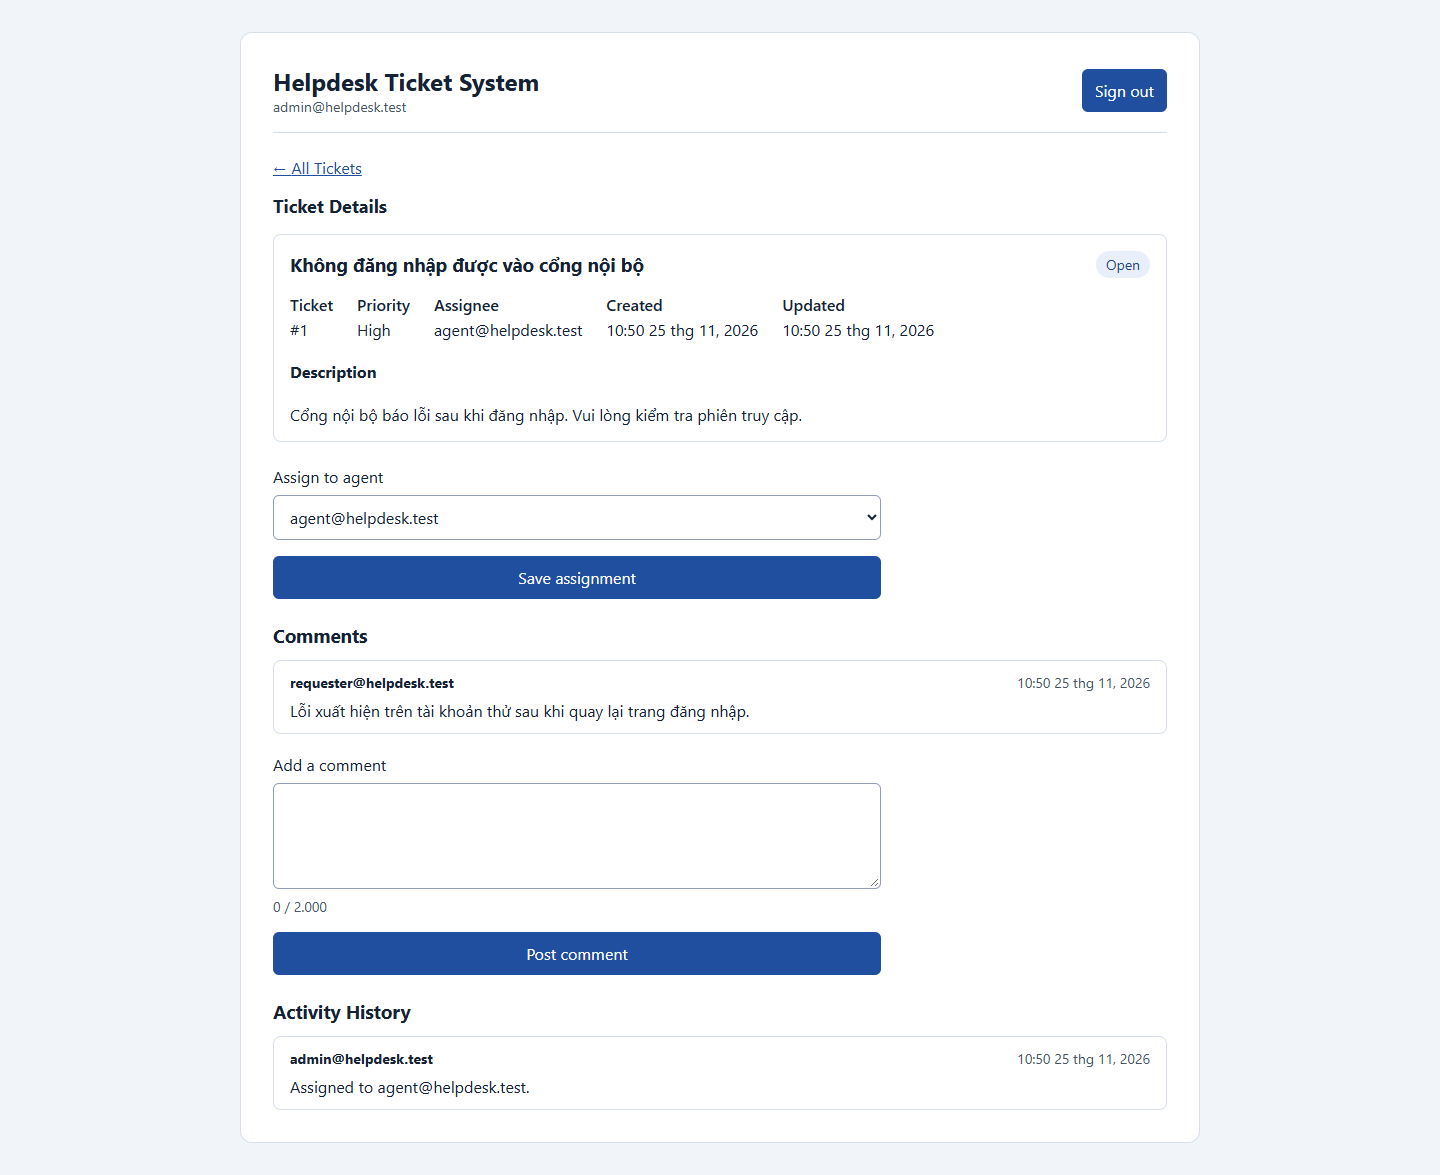 Helpdesk Ticket System
admin@helpdesk.test
Sign out
← All Tickets
Ticket Details
Không đăng nhập được vào cổng nội bộ
Open
Ticket Priority Assignee Created Updated
#1 High agent@helpdesk.test 10:50 25 thg 11, 2026 10:50 25 thg 11, 2026
Description
Cổng nội bộ báo lỗi sau khi đăng nhập. Vui lòng kiểm tra phiên truy cập.
Assign to agent
agent@helpdesk.test
Save assignment
Comments
requester@helpdesk.test 10:50 25 thg 11, 2026
Lỗi xuất hiện trên tài khoản thử sau khi quay lại trang đăng nhập.
Add a comment
0 / 2.000
Post comment
Activity History
admin@helpdesk.test 10:50 25 thg 11, 2026
Assigned to agent@helpdesk.test.